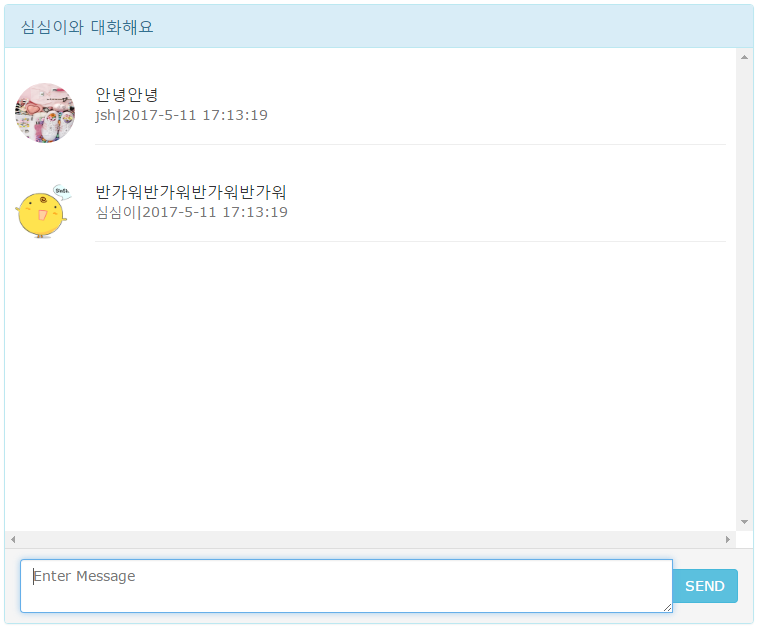 심심이와 대화해요
안녕안녕
jsh|2017-5-11 17:13:19
반가워반가워반가워반가워
심심이|2017-5-11 17:13:19
Enter Message
SEND